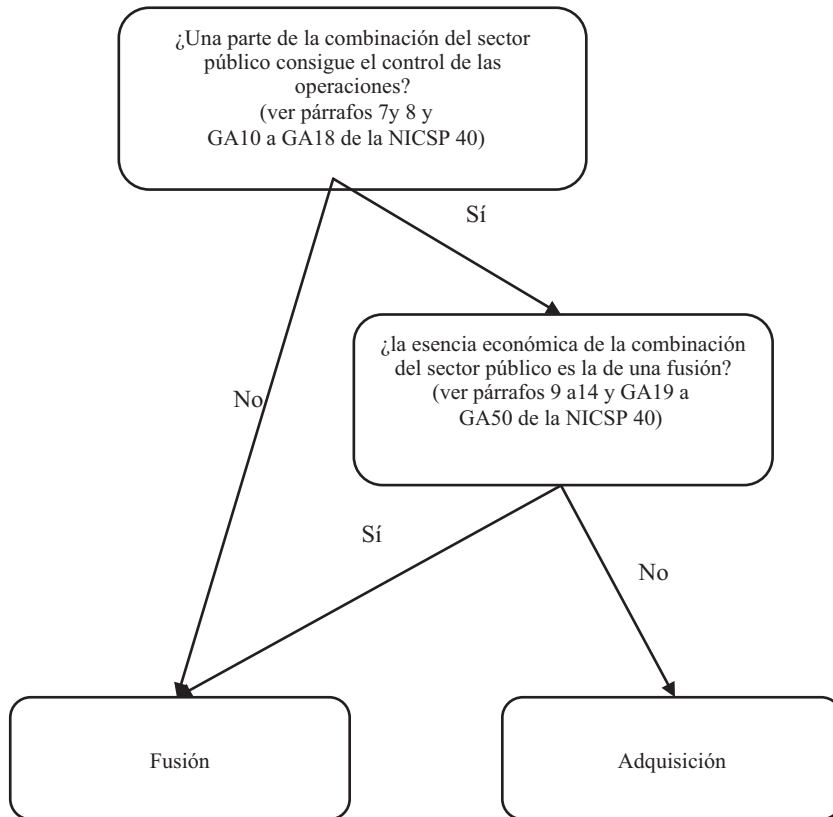 ¿Una parte de la combinación del sector
público consigue el control de las
operaciones?
(ver párrafos 7y 8 y
GA10 a GA18 de la NICSP 40)
Sí
¿la esencia económica de la combinación
del sector público es la de una fusión?
(ver párrafos 9 a14 y GA19 a
GA50 de la NICSP 40)
No
Sí
No
Fusión
Adquisición